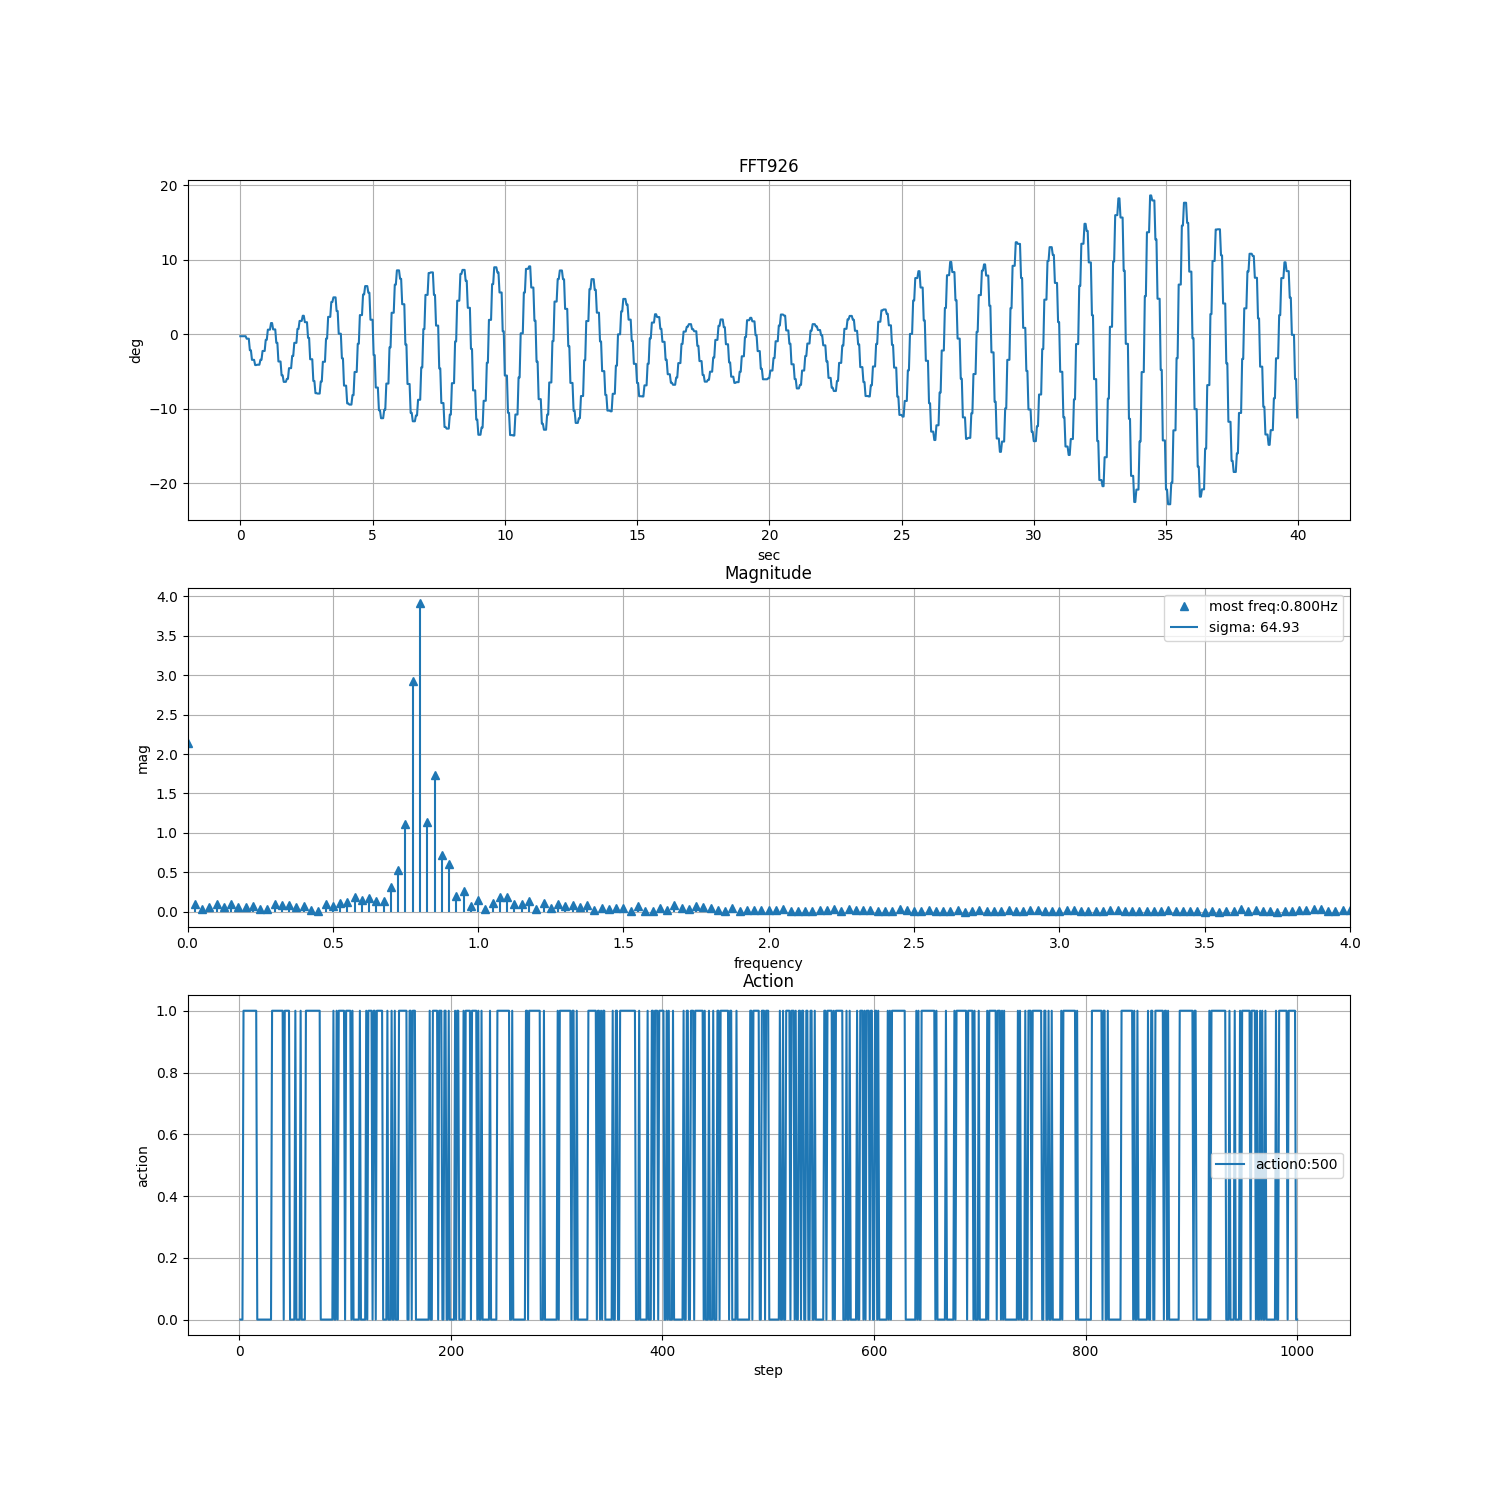 FFT926
20
10
0
−10
−20
deg
0 5 10 15 20 25 30 35 40
sec
Magnitude
4.0
3.5
3.0
2.5
2.0
1.5
1.0
0.5
0.0
mag
most freq:0.800Hz
sigma: 64.93
0.0 0.5 1.0 1.5 2.0 2.5 3.0 3.5 4.0
frequency
Action
1.0
0.8
0.6
0.4
0.2
0.0
action
action0:500
0 200 400 600 800 1000
step